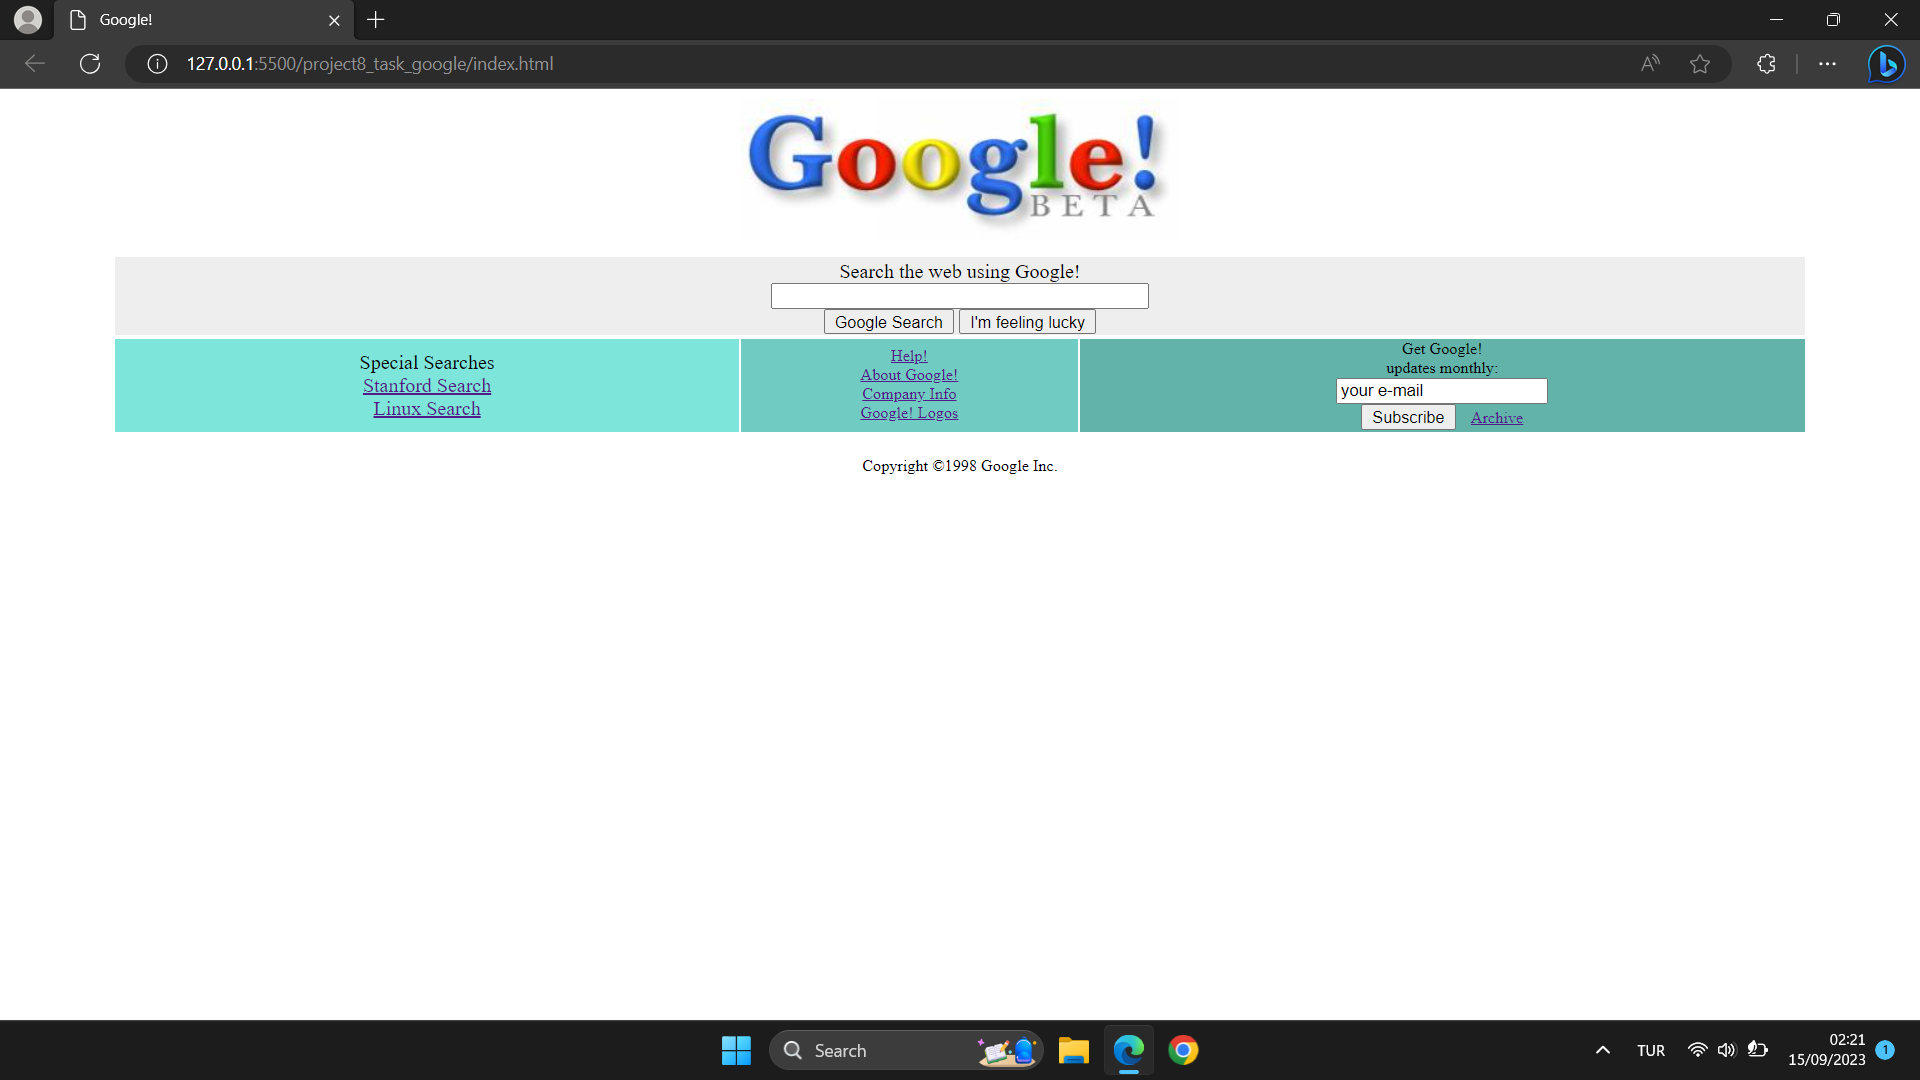 Google!
127.0.0.1:5500/project8_task_google/index.html
Google!
BETA
Search the web using Google!
Google Search I'm feeling lucky
Special Searches
Stanford Search
Linux Search
Help!
About Google!
Company Info
Google! Logos
Get Google!
updates monthly:
your e-mail
Subscribe Archive
Copyright ©1998 Google Inc.
Search
TUR
02:21
15/09/2023
1